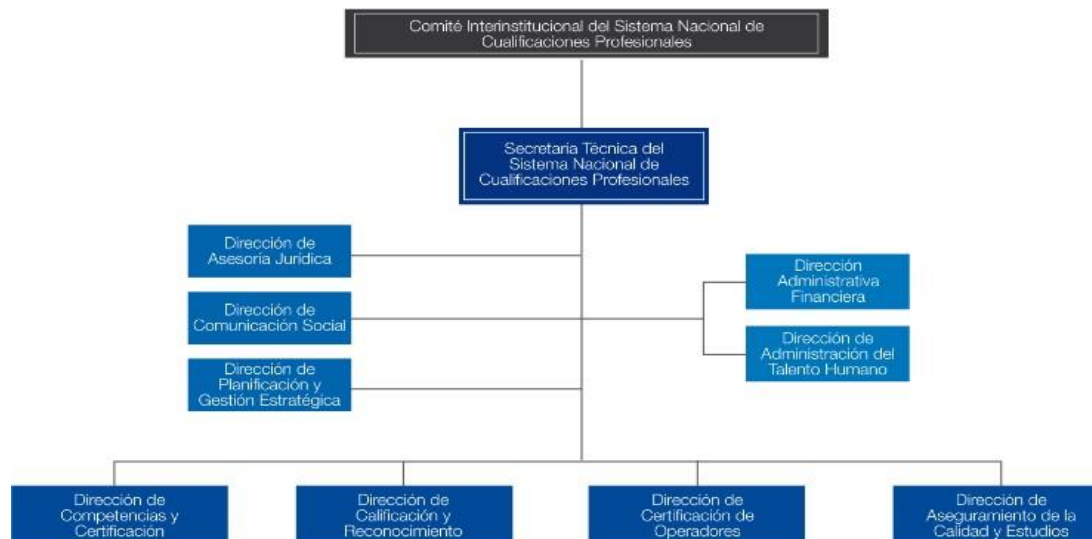 Comité Interinstitucional del Sistema Nacional de
Cualificaciones Profesionales
Secretaría Técnica del
Sistema Nacional de
Cualificaciones Profesionales
Dirección de
Asesoría Jurídica
Dirección de
Comunicación Social
Dirección de
Planificación y
Gestión Estratégica
Dirección
Administrativa
Financiera
Dirección de
Administración del
Talento Humano
Dirección de
Competencias y
Certificación
Dirección de
Calificación y
Reconocimiento
Dirección de
Certificación de
Operadores
Dirección de
Aseguramiento de la
Calidad y Estudios